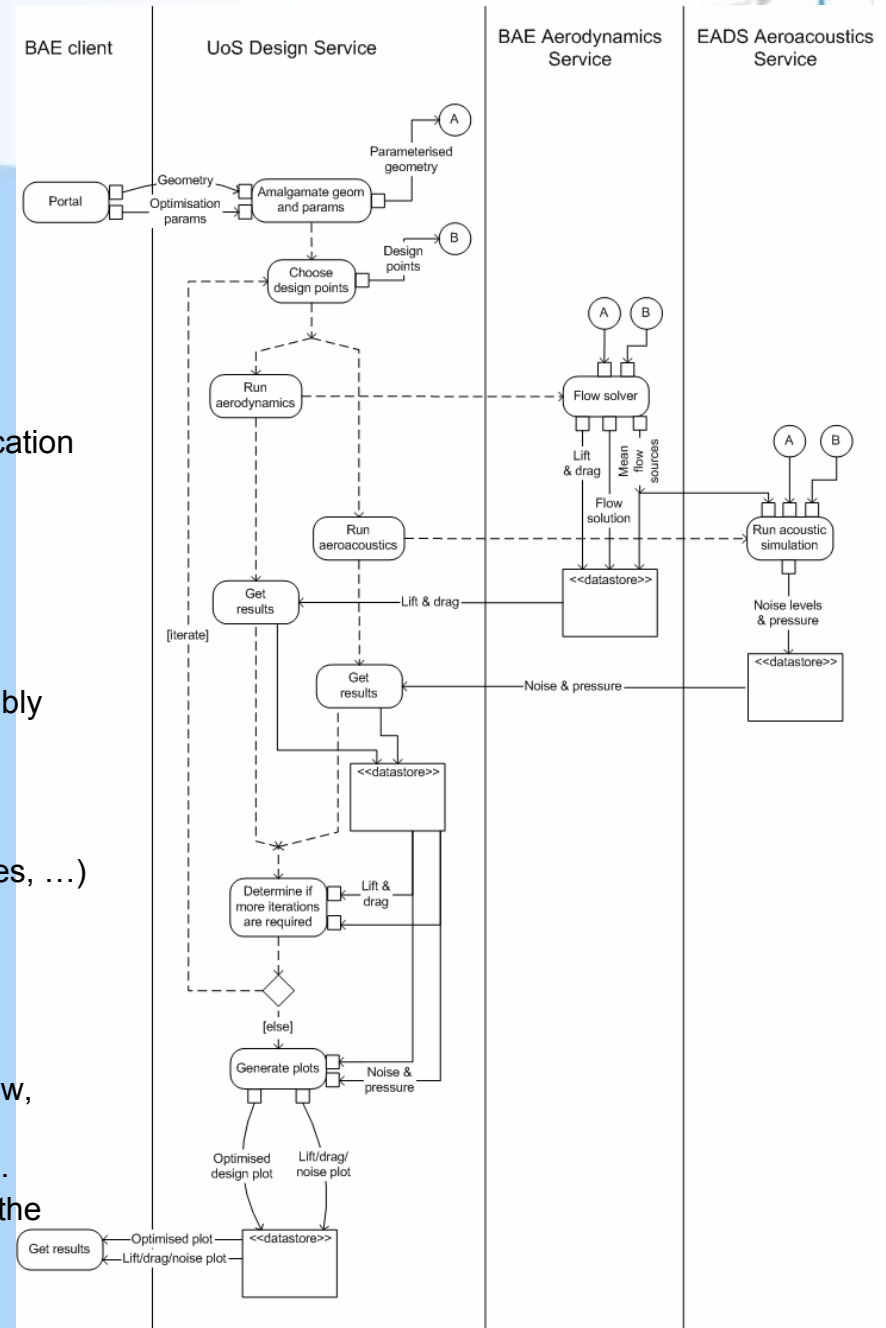 BAE client
UoS Design Service
BAE Aerodynamics
Service
EADS Aeroacoustics
Service
A
Parameterised
geometry
Portal
Geometry
Optimisation
params
Amalgamate geom
and params
B
Design
points
Choose
design points
A
B
Run
aerodynamics
Flow solver
cation
Lift
& drag
Mean
flow
sources
A
B
Flow
solution
Run
aeroacoustics
Run acoustic
simulation
<<datastore>>
Get
results
Lift & drag
Noise levels
& pressure
[iterate]
<<datastore>>
Get
results
Noise & pressure
bly
<<datastore>>
es, …)
Determine if
more iterations
are required
Lift &
drag
[else]
Generate plots
Noise &
pressure
w,
Optimised
design plot
Lift/drag/
noise plot
.
the
Get results
Optimised plot
Lift/drag/noise plot
<<datastore>>